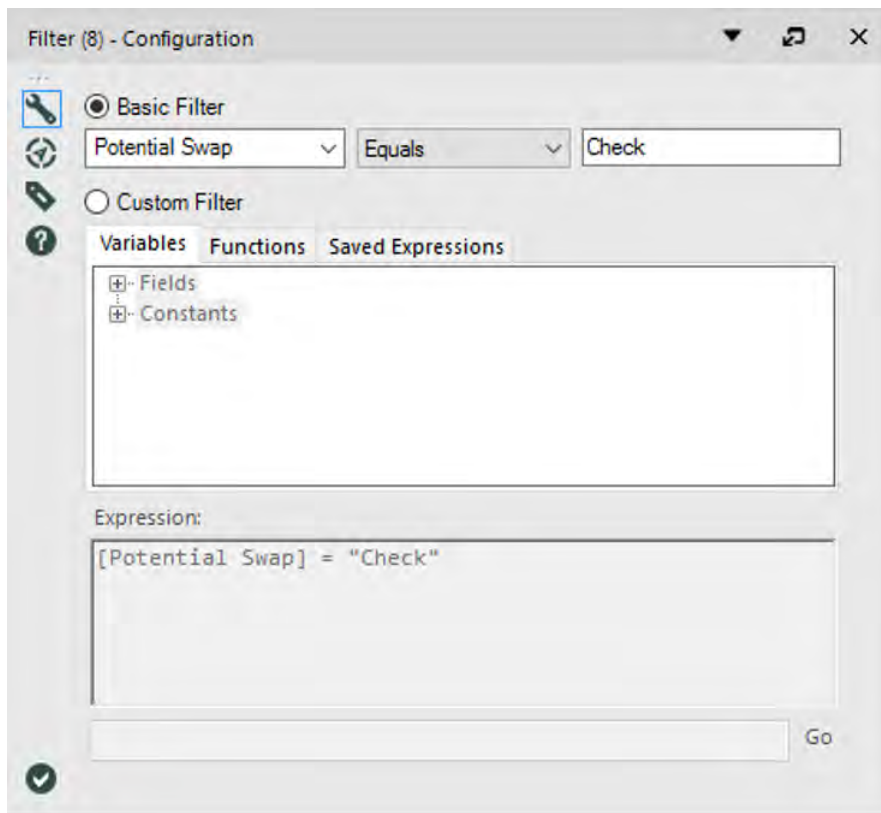 Filter (8) - Configuration
Basic Filter
Potential Swap Equals Check
Custom Filter
Variables Functions Saved Expressions
Fields
Constants
Expression:
[Potential Swap] = "Check"
Go